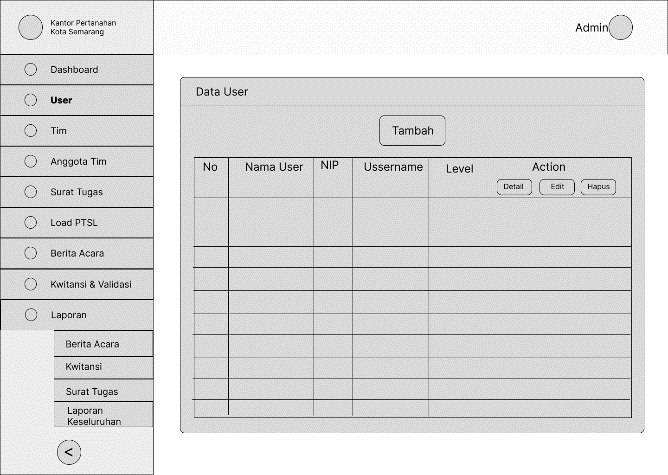 Kantor Pertanahan
Kota Semarang
Admin
Dashboard
User
Tim
Anggota Tim
Surat Tugas
Load PTSL
Berita Acara
Kwitansi & Validasi
Laporan
Berita Acara
Kwitansi
Surat Tugas
Laporan
Keseluruhan
<
Data User
Tambah
No Nama User NIP Ussername Level Action
Detail Edit Hapus